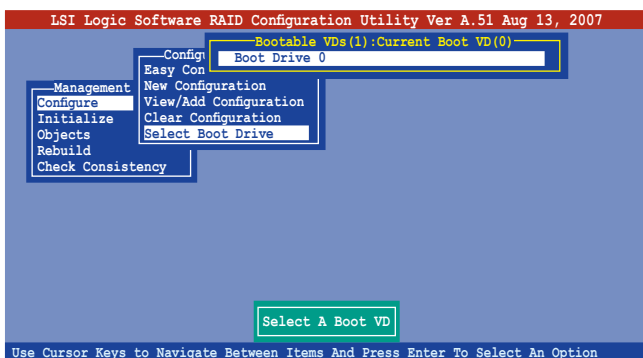 LSI Logic Software RAID Configuration Utility Ver A.51 Aug 13, 2007
Bootable VDs(1):Current Boot VD(0)
Boot Drive 0
Configu
Easy Con
New Configuration
View/Add Configuration
Clear Configuration
Select Boot Drive
Management
Configure
Initialize
Objects
Rebuild
Check Consistency
Select A Boot VD
Use Cursor Keys to Navigate Between Items And Press Enter To Select An Option